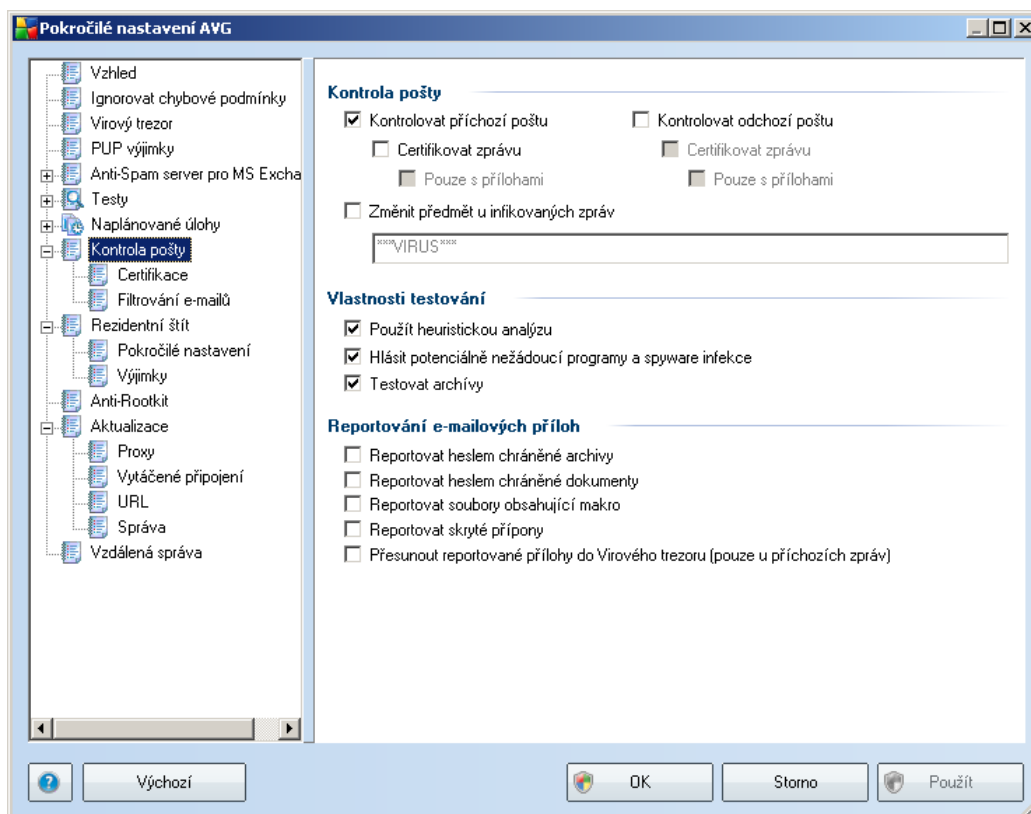 Pokročilé nastavení AVG
Vzhled
Ignorovat chybové podmínky
Virový trezor
PUP výjimky
Anti-Spam server pro MS Excha
Testy
Naplánované úlohy
Kontrola pošty
Certifikace
Filtrování e-mailů
Rezidentní štít
Pokročilé nastavení
Výjimky
Anti-Rootkit
Aktualizace
Proxy
Vytáčené připojení
URL
Správa
Vzdálená správa
Kontrola pošty
Kontrolovat příchozí poštu
Kontrolovat odchozí poštu
Certifikovat zprávu
Certifikovat zprávu
Pouze s přílohami
Pouze s přílohami
Změnit předmět u infikovaných zpráv
***VIRUS***
Vlastnosti testování
Použít heuristickou analýzu
Hlásit potenciálně nežádoucí programy a spyware infekce
Testovat archívy
Reportování e-mailových příloh
Reportovat heslem chráněné archivy
Reportovat heslem chráněné dokumenty
Reportovat soubory obsahující makro
Reportovat skryté přípony
Přesunout reportované přílohy do Virového trezoru (pouze u příchozích zpráv)
Výchozí
OK
Storno
Použít